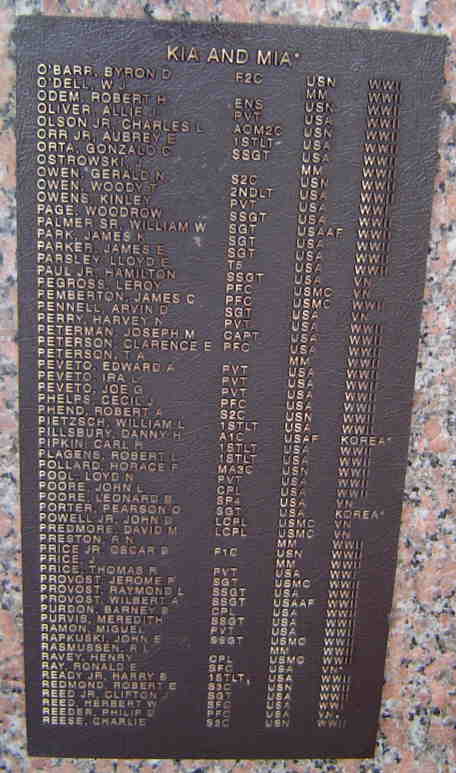 KIA AND MIA*
O'BARR, BYRON D F2C USN WWII
O'DELL, W J MM WWII
ODEM, ROBERT H ENS USN WWII
OLIVER, ALLIE J PVT USA WWII
OLSON JR, CHARLES L AOM2C USN WWII
ORR JR, AUBREY E 1STLT USA WWII
ORTA, GONZALO C SSGT USA WWII
OSTROWSKI, J MM WWII
OWEN, GERALD N S2C USN WWII
OWEN, WOODY T 2NDLT USA WWII
OWENS, KINLEY PVT USA WWII
PAGE, WOODROW SSGT USA WWII
PALMER SR, WILLIAM W SGT USAAF WWII
PARK, JAMES K SGT USA WWII
PARKER, JAMES E SGT USA WWII
PARSLEY, LLOYD E T5 USA WWII
PAUL JR, HAMILTON SSGT USA WWII
PEGROSS, LEROY PFC USMC VN
PEMBERTON, JAMES C PFC USMC WWII
PENNELL, ARVIN D SGT USA VN
PERRY, HARVEY N PVT USA WWII
PETERMAN, JOSEPH M CAPT USA WWII
PETERSON, CLARENCE E PFC USA WWII
PETERSON, T A MM WWII
PEVETO, EDWARD A PVT USA WWII
PEVETO, IRA L PVT USA WWII
PEVETO, JOE G PVT USA WWII
PHELPS, CECIL J PFC USA WWII
PHEND, ROBERT A S2C USN WWII
PIETZSCH, WILLIAM L 1STLT USA WWII
PILLSBURY, DANNY H A1C USAF KOREA*
PIPKIN, CARL 1STLT USA WWII
PLAGENS, ROBERT L 1STLT USA WWII
POLLARD, HORACE F MA3C USN WWII
POOL, LOYD N PVT USA WWII
POORE, JOHN L CPL USA WWII
POORE, LEONARD B SP4 USA VN
PORTER, PEARSON O SGT USA KOREA*
POWELL JR, JOHN D LCPL USMC VN
PREDMORE, DAVID M LCPL USMC VN
PRESTON, R N MM WWII
PRICE JR, OSCAR B F1C USN WWII
PRICE, J MM WWII
PRICE, THOMAS R PVT USA WWII
PROVOST, JEROME P SGT USMC WWII
PROVOST, RAYMOND L SSGT USA WWII
PROVOST, WILBERT A SSGT USAAF WWII
PURDON, BARNEY B CPL USA WWII
PURVIS, MEREDITH SSGT USA WWII
RAMON, MIGUEL PVT USA WWII
RAPKUSKI, JOHN E SSGT USMC WWII
RASMUSSEN, R L MM WWII
RAVEY, HENRY CPL USMC WWII
RAY, RONALD E SFC USA VN*
READY JR, HARRY B 1STLT USA WWII
REDMOND, ROBERT E S3C USN WWII
REED JR, CLIFTON J SGT USA WWII
REED, HERBERT W SFC USA WWII
REEDER, PHILIP D PFC USA VN
REESE, CHARLIE S2C USN WWII